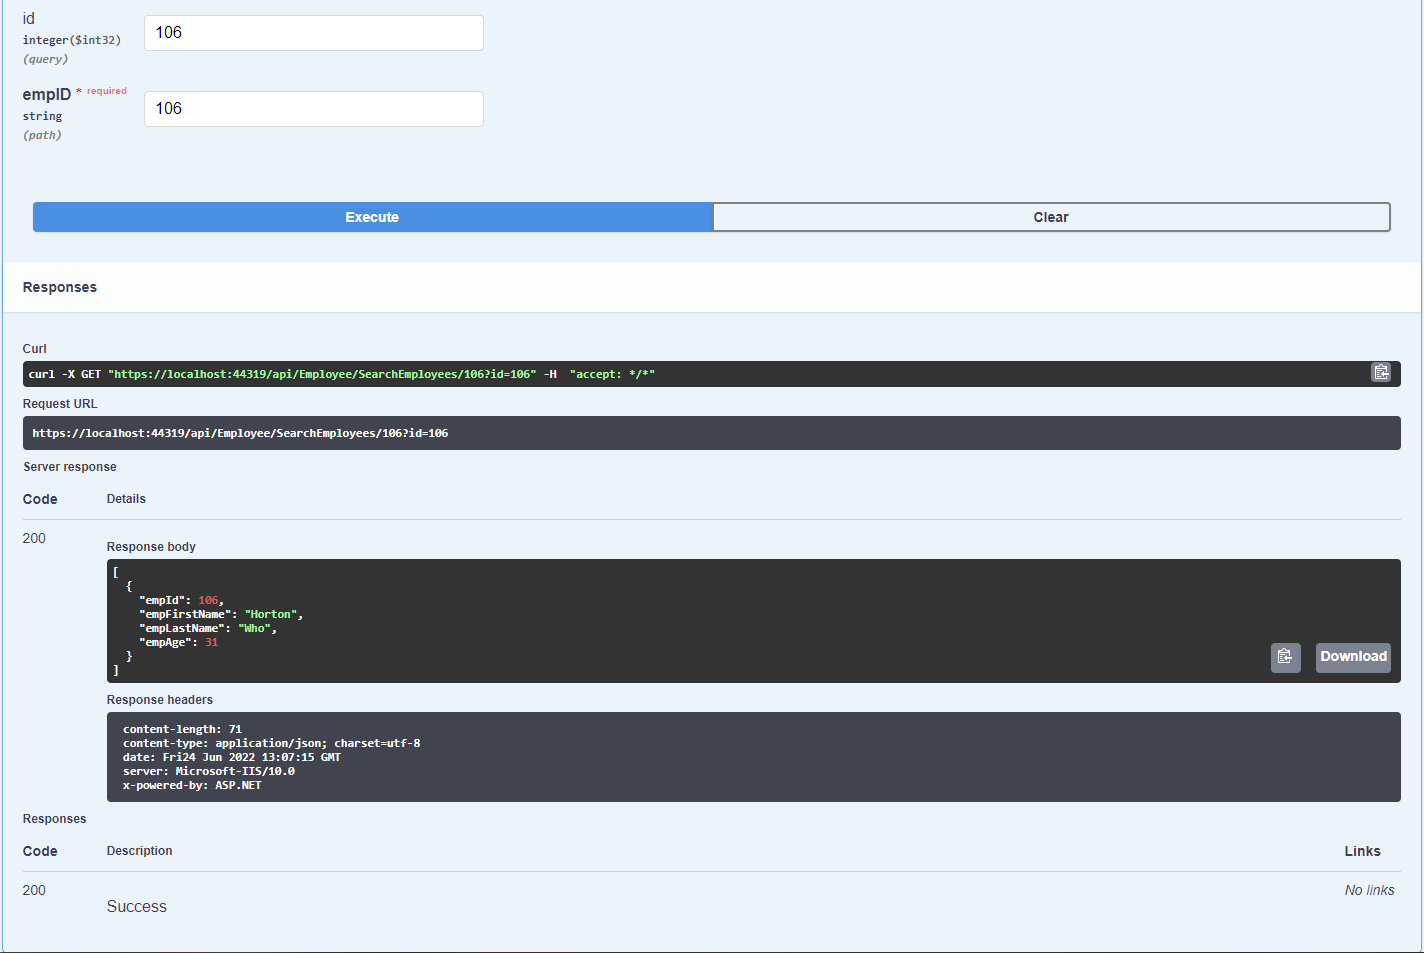 id
integer($int32)
(query)
106
empID * required
string
(path)
106
Execute
Clear
Responses
Curl
curl -X GET "https://localhost:44319/api/Employee/SearchEmployees/106?id=106" -H  "accept: */*"
Request URL
https://localhost:44319/api/Employee/SearchEmployees/106?id=106
Server response
Code Details
200
Response body
[
  {
    "empId": 106,
    "empFirstName": "Horton",
    "empLastName": "Who",
    "empAge": 31
  }
]
Download
Response headers
content-length: 71
content-type: application/json; charset=utf-8
date: Fri24 Jun 2022 13:07:15 GMT
server: Microsoft-IIS/10.0
x-powered-by: ASP.NET
Responses
Code Description Links
200 No links
Success